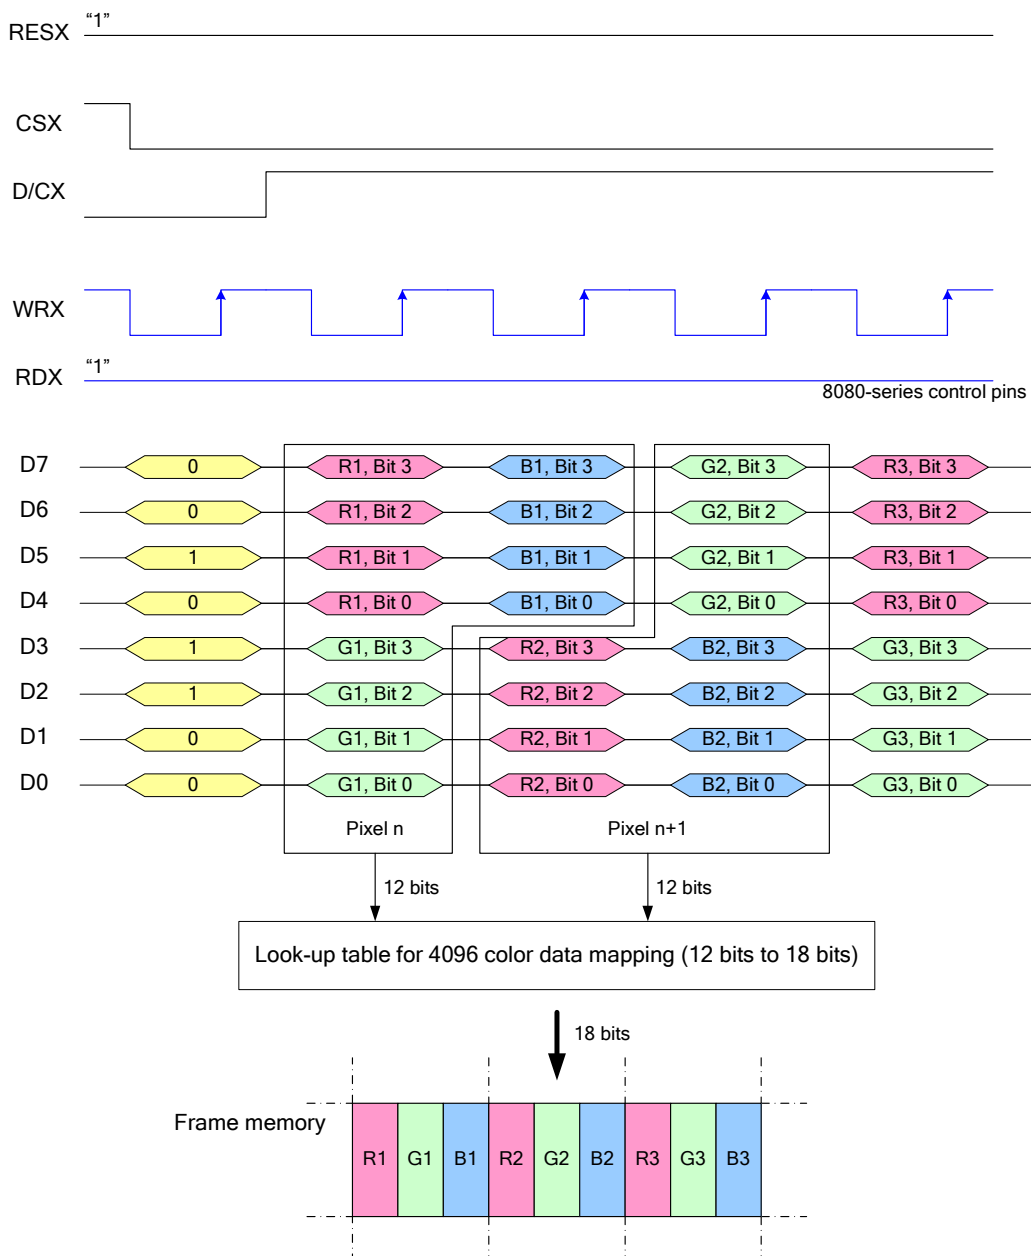 RESX “1”
CSX
D/CX
WRX
RDX “1”
8080-series control pins
D7 0 R1, Bit 3 B1, Bit 3 G2, Bit 3 R3, Bit 3
D6 0 R1, Bit 2 B1, Bit 2 G2, Bit 2 R3, Bit 2
D5 1 R1, Bit 1 B1, Bit 1 G2, Bit 1 R3, Bit 1
D4 0 R1, Bit 0 B1, Bit 0 G2, Bit 0 R3, Bit 0
D3 1 G1, Bit 3 R2, Bit 3 B2, Bit 3 G3, Bit 3
D2 1 G1, Bit 2 R2, Bit 2 B2, Bit 2 G3, Bit 2
D1 0 G1, Bit 1 R2, Bit 1 B2, Bit 1 G3, Bit 1
D0 0 G1, Bit 0 R2, Bit 0 B2, Bit 0 G3, Bit 0
Pixel n Pixel n+1
12 bits 12 bits
Look-up table for 4096 color data mapping (12 bits to 18 bits)
18 bits
Frame memory
R1 G1 B1 R2 G2 B2 R3 G3 B3